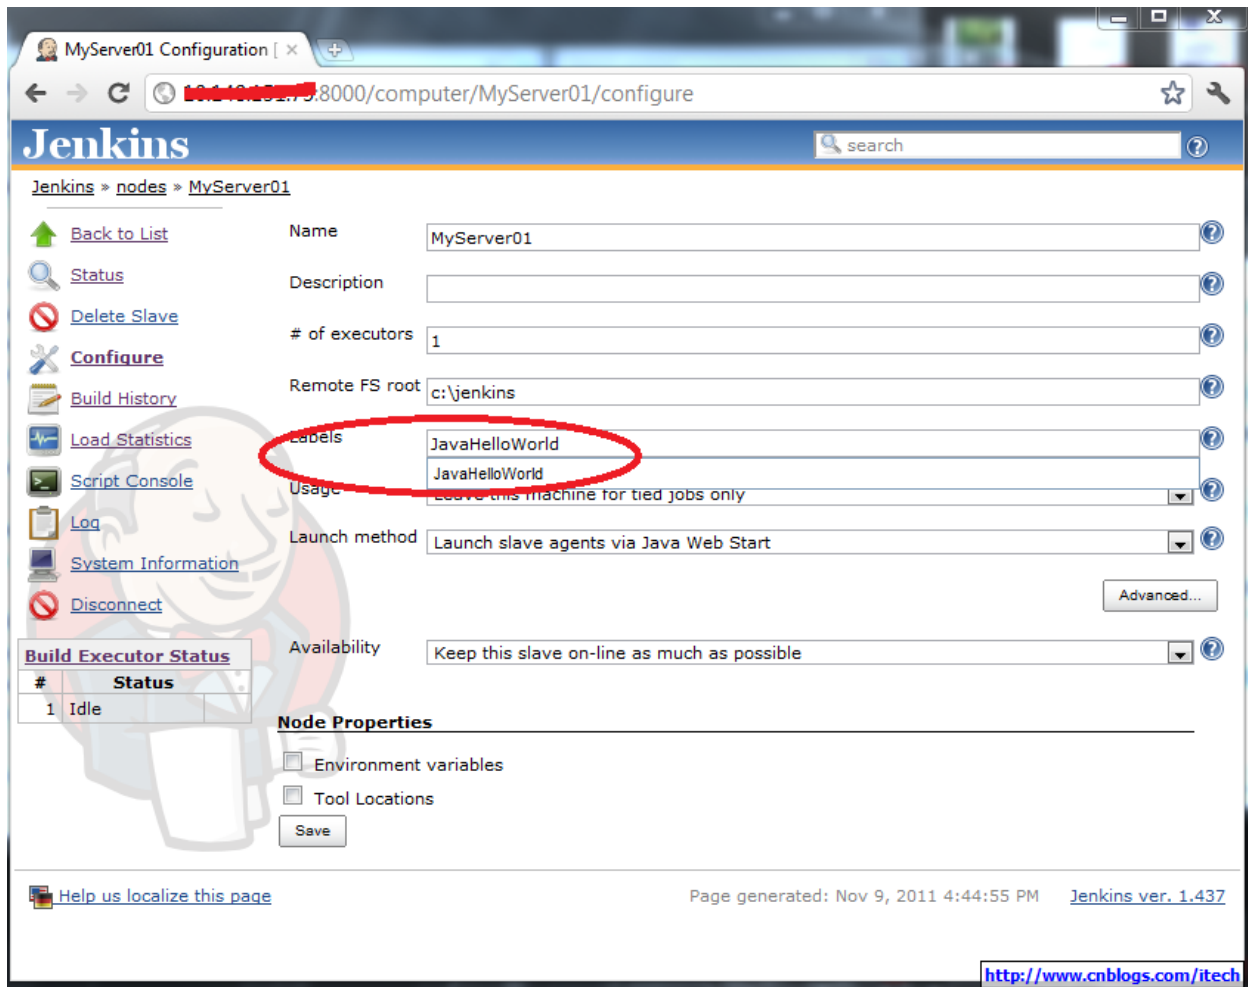 MyServer01 Configuration [
:8000/computer/MyServer01/configure
Jenkins
search
Jenkins » nodes » MyServer01
Back to List
Status
Delete Slave
Configure
Build History
Load Statistics
Script Console
Log
System Information
Disconnect
Build Executor Status
# Status
1 Idle
Name MyServer01
Description
# of executors 1
Remote FS root c:\jenkins
Labels JavaHelloWorld
JavaHelloWorld
Usage Leave this machine for tied jobs only
Launch method Launch slave agents via Java Web Start
Advanced...
Availability Keep this slave on-line as much as possible
Node Properties
Environment variables
Tool Locations
Save
Help us localize this page
Page generated: Nov 9, 2011 4:44:55 PM Jenkins ver. 1.437
http://www.cnblogs.com/itech